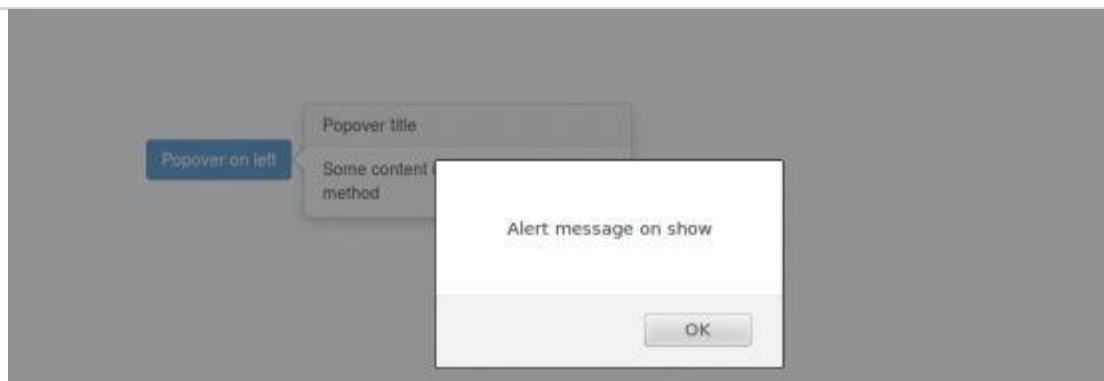 Popover title
Popover on left
Some content
method
Alert message on show
OK